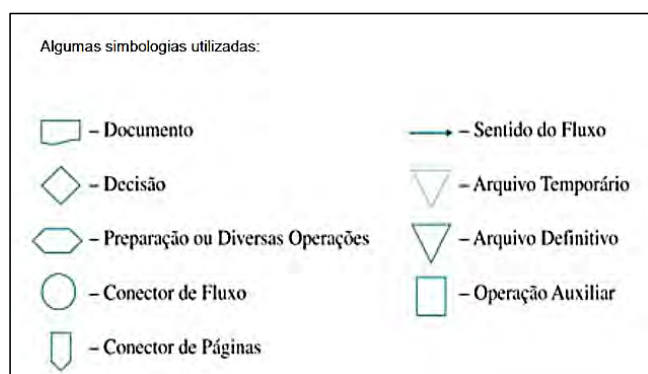 Algumas simbologias utilizadas:
– Documento
– Decisão
– Preparação ou Diversas Operações
– Conector de Fluxo
– Conector de Páginas
– Sentido do Fluxo
– Arquivo Temporário
– Arquivo Definitivo
– Operação Auxiliar